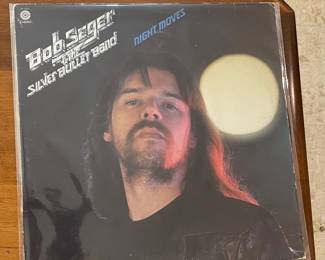 Bob Seger
THE
SILVER BULLET BAND
NIGHT MOVES